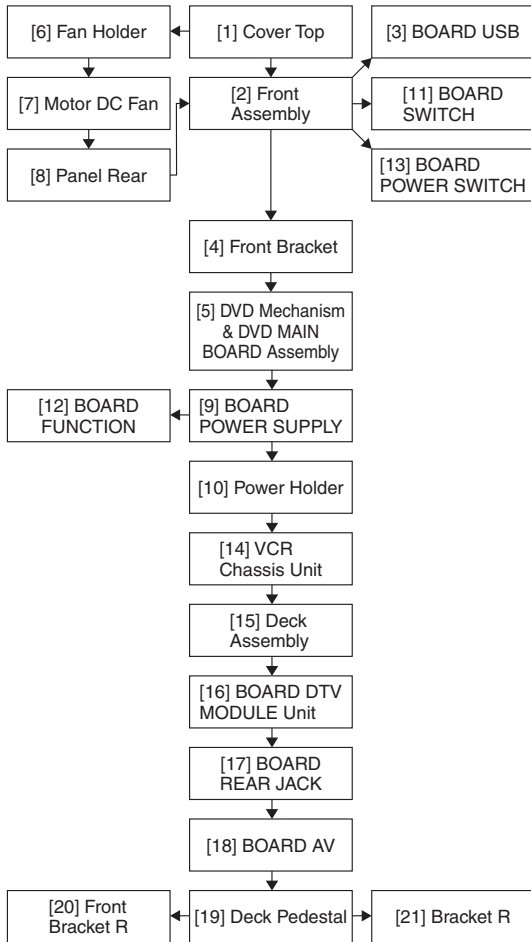 [6] Fan Holder
[1] Cover Top
[3] BOARD USB
[7] Motor DC Fan
[2] Front
Assembly
[11] BOARD
SWITCH
[8] Panel Rear
[13] BOARD
POWER SWITCH
[4] Front Bracket
[5] DVD Mechanism
& DVD MAIN
BOARD Assembly
[12] BOARD
FUNCTION
[9] BOARD
POWER SUPPLY
[10] Power Holder
[14] VCR
Chassis Unit
[15] Deck
Assembly
[16] BOARD DTV
MODULE Unit
[17] BOARD
REAR JACK
[18] BOARD AV
[20] Front
Bracket R
[19] Deck Pedestal
[21] Bracket R